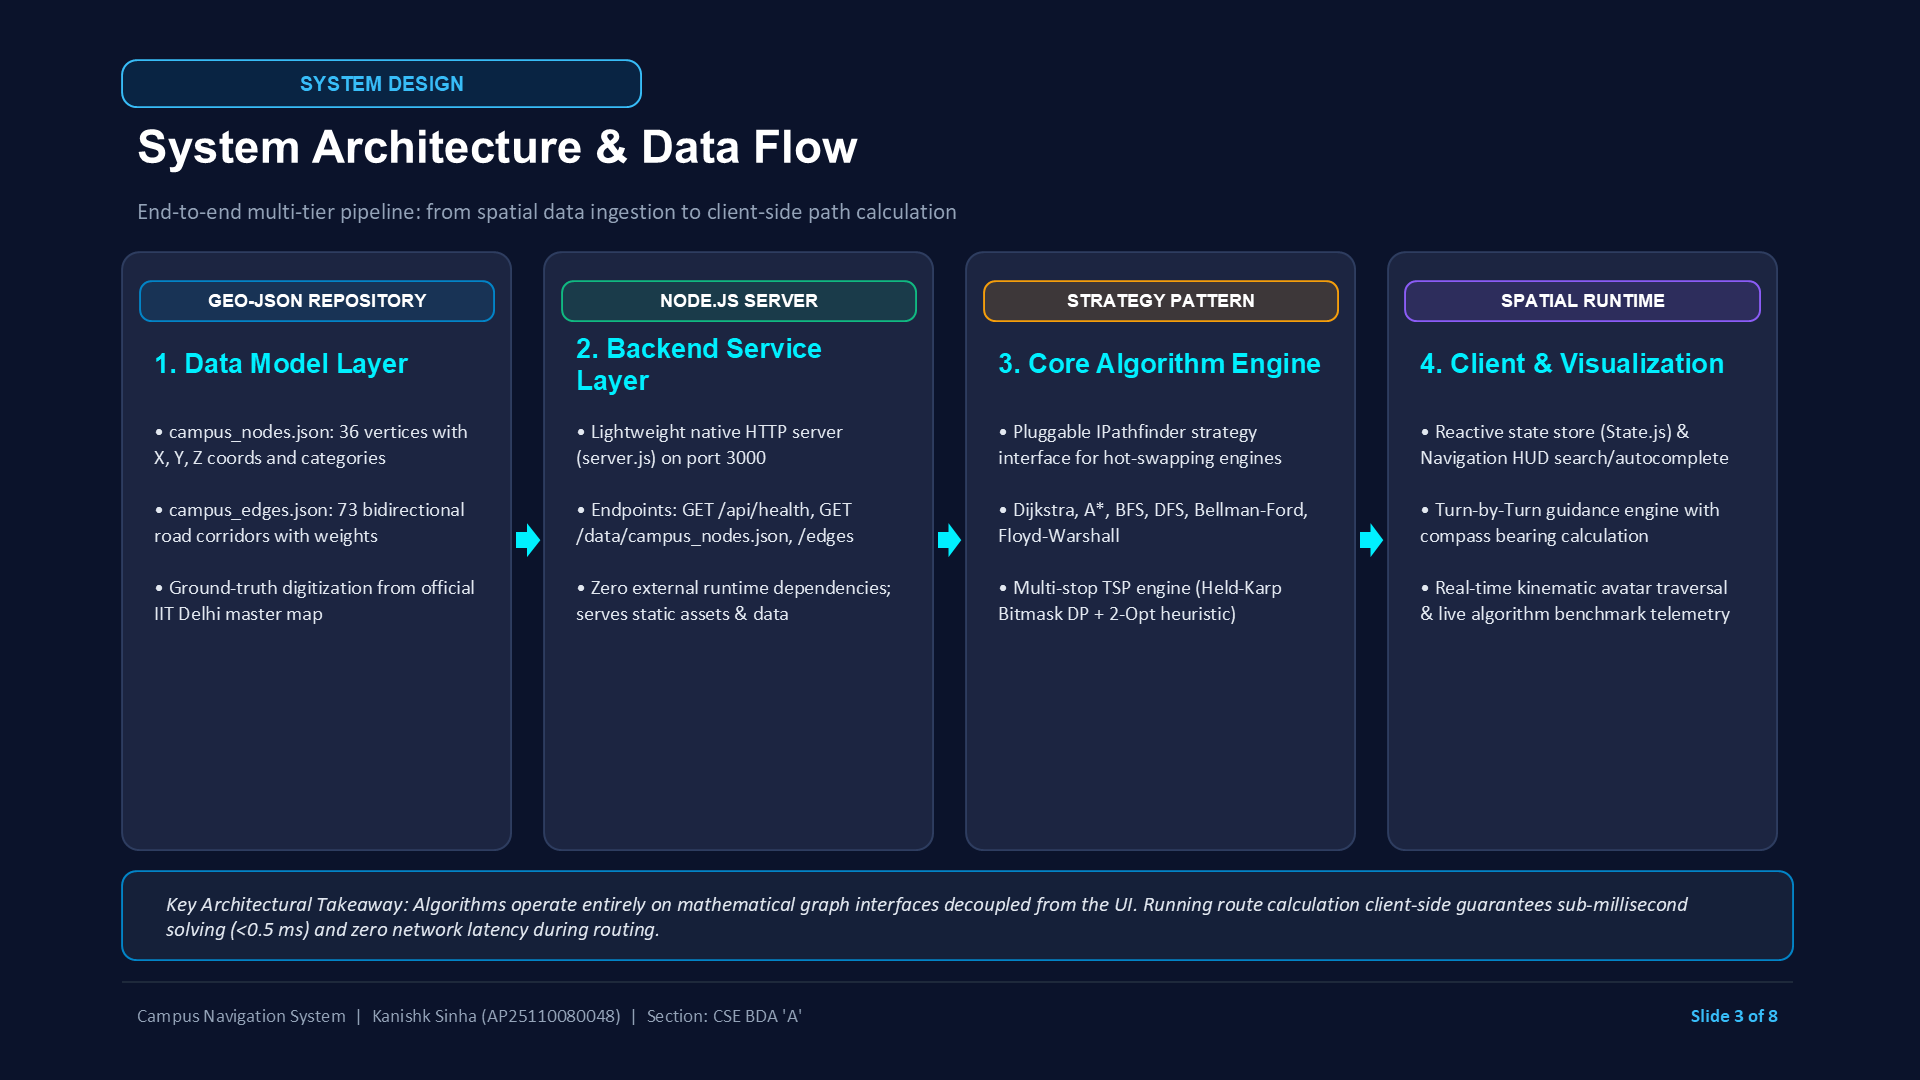 SYSTEM DESIGN
System Architecture & Data Flow
End-to-end multi-tier pipeline: from spatial data ingestion to client-side path calculation
GEO-JSON REPOSITORY
1. Data Model Layer
• campus_nodes.json: 36 vertices with
X, Y, Z coords and categories
• campus_edges.json: 73 bidirectional
road corridors with weights
• Ground-truth digitization from official
IIT Delhi master map
NODE.JS SERVER
2. Backend Service
Layer
• Lightweight native HTTP server
(server.js) on port 3000
• Endpoints: GET /api/health, GET
/data/campus_nodes.json, /edges
• Zero external runtime dependencies;
serves static assets & data
STRATEGY PATTERN
3. Core Algorithm Engine
• Pluggable IPathfinder strategy
interface for hot-swapping engines
• Dijkstra, A*, BFS, DFS, Bellman-Ford,
Floyd-Warshall
• Multi-stop TSP engine (Held-Karp
Bitmask DP + 2-Opt heuristic)
SPATIAL RUNTIME
4. Client & Visualization
• Reactive state store (State.js) &
Navigation HUD search/autocomplete
• Turn-by-Turn guidance engine with
compass bearing calculation
• Real-time kinematic avatar traversal
& live algorithm benchmark telemetry
Key Architectural Takeaway: Algorithms operate entirely on mathematical graph interfaces decoupled from the UI. Running route calculation client-side guarantees sub-millisecond
solving (<0.5 ms) and zero network latency during routing.
Campus Navigation System | Kanishk Sinha (AP25110080048) | Section: CSE BDA 'A'
Slide 3 of 8